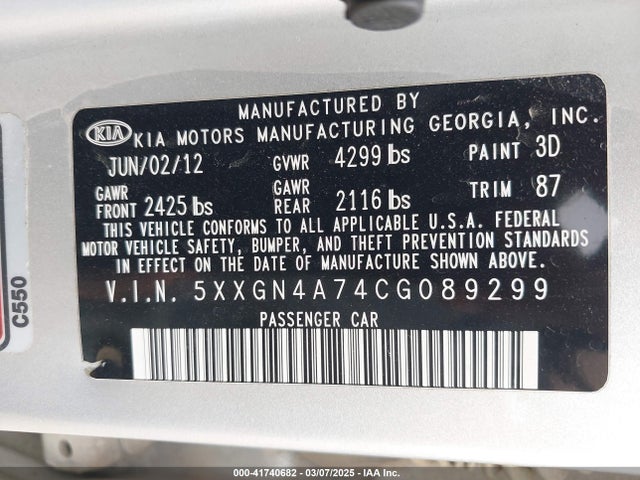 MANUFACTURED BY
KIA KIA MOTORS MANUFACTURING GEORGIA, INC.
JUN/02/12 GVWR 4299 lbs PAINT 3D
GAWR FRONT 2425 lbs GAWR REAR 2116 lbs TRIM 87
THIS VEHICLE CONFORMS TO ALL APPLICABLE U.S.A. FEDERAL
MOTOR VEHICLE SAFETY, BUMPER, AND THEFT PREVENTION STANDARDS
IN EFFECT ON THE DATE OF MANUFACTURE SHOWN ABOVE.
V.I.N. 5XXGN4A74CG089299
PASSENGER CAR
C550
000-41740682 - 03/07/2025 - IAA Inc.